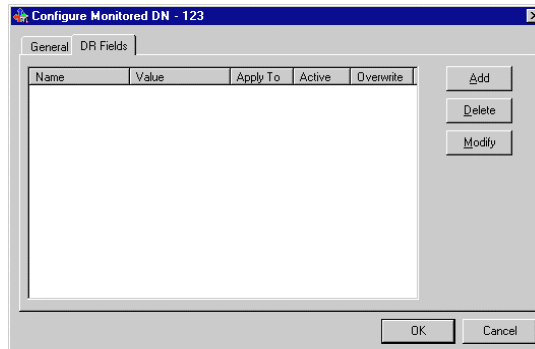 Configure Monitored DN - 123
General DR Fields
Name Value Apply To Active Overwrite
Add
Delete
Modify
OK Cancel